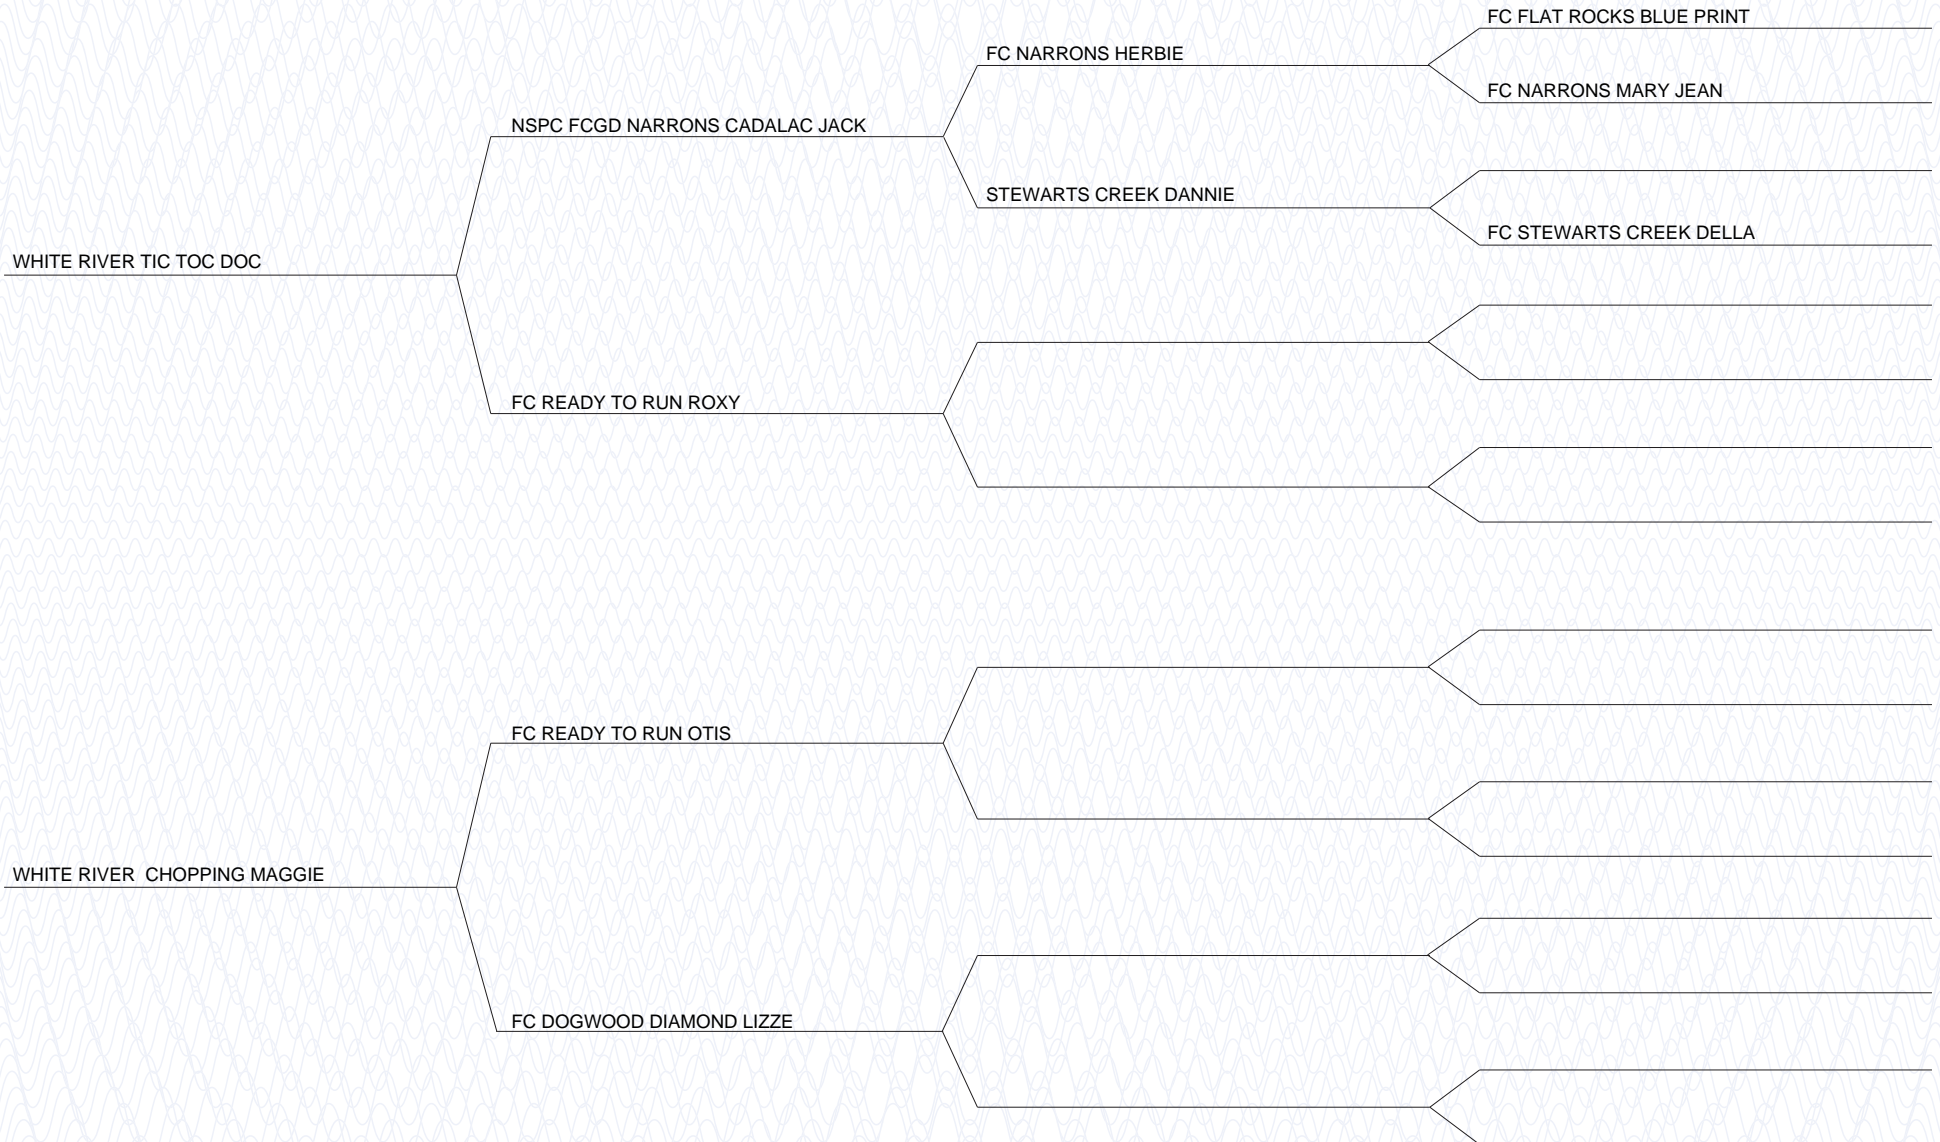 FC FLAT ROCKS BLUE PRINT
FC NARRONS HERBIE
FC NARRONS MARY JEAN
NSPC FCGD NARRONS CADALAC JACK
STEWARTS CREEK DANNIE
FC STEWARTS CREEK DELLA
WHITE RIVER TIC TOC DOC
FC READY TO RUN ROXY
FC READY TO RUN OTIS
WHITE RIVER  CHOPPING MAGGIE
FC DOGWOOD DIAMOND LIZZE